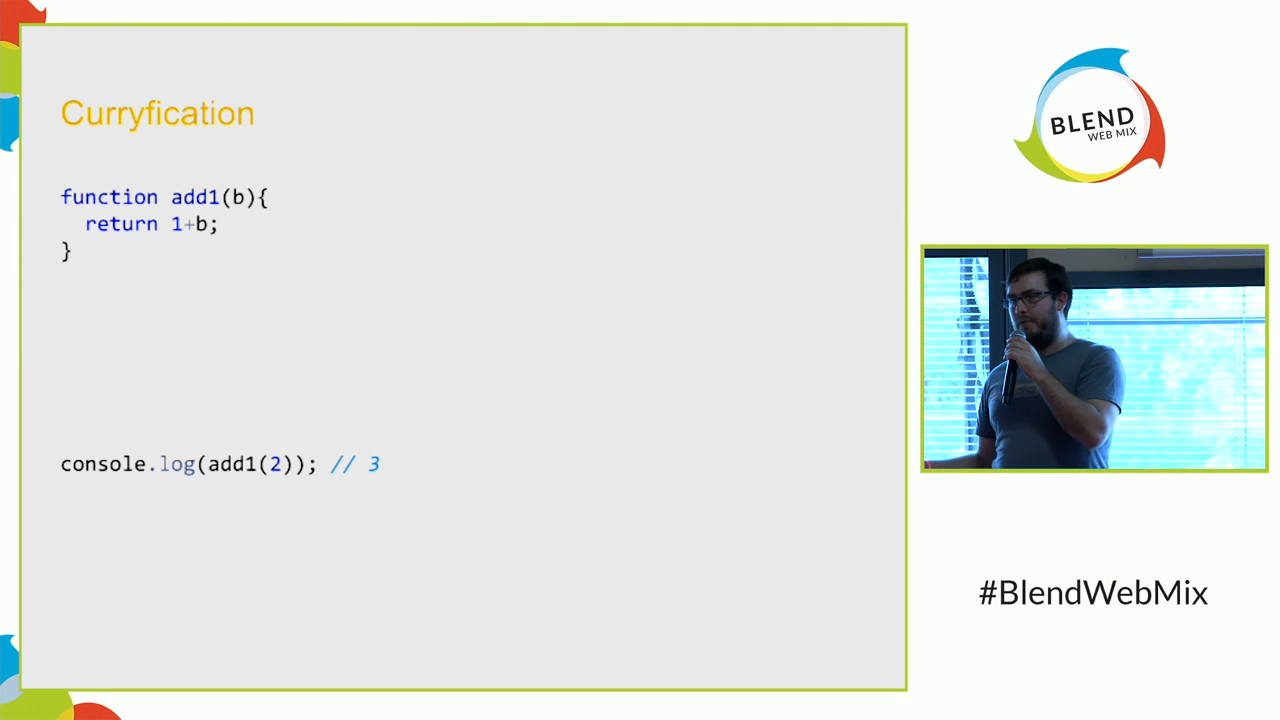 Curryfication
function add1(b){
  return 1+b;
}
console.log(add1(2)); // 3
BLEND
WEB MIX
#BlendWebMix